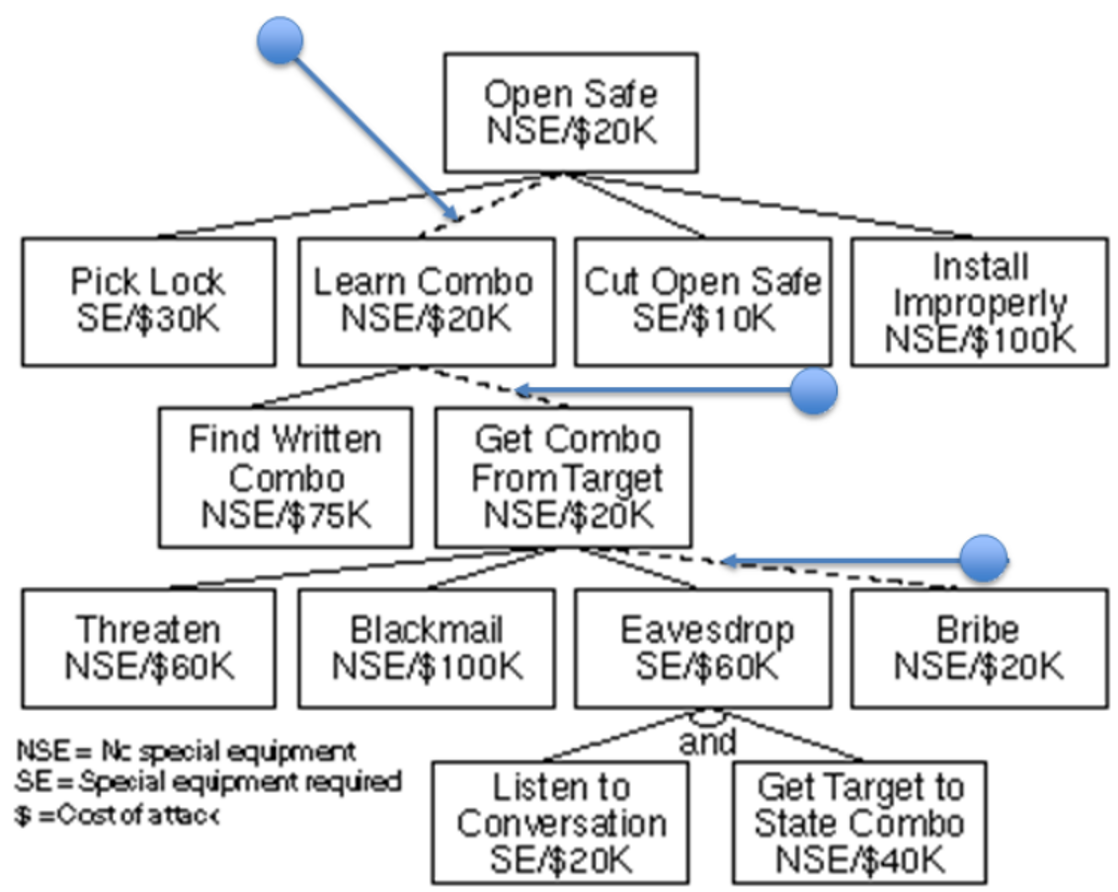 Open Safe
NSE/$20K
Pick Lock
SE/$30K
Learn Combo
NSE/$20K
Cut Open Safe
SE/$10K
Install
Improperly
NSE/$100K
Find Written
Combo
NSE/$75K
Get Combo
From Target
NSE/$20K
Threaten
NSE/$60K
Blackmail
NSE/$100K
Eavesdrop
SE/$60K
Bribe
NSE/$20K
and
NSE = No special equipment
SE = Special equipment required
$ = Cost of attack
Listen to
Conversation
SE/$20K
Get Target to
State Combo
NSE/$40K